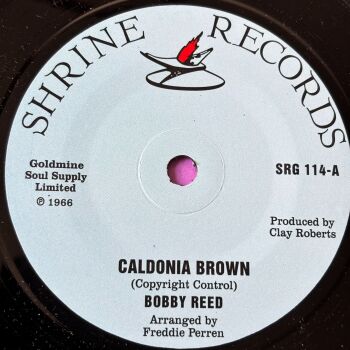 SHRINE RECORDS
Goldmine
Soul Supply
Limited
℗ 1966
SRG 114-A
Produced by
Clay Roberts
CALDONIA BROWN
(Copyright Control)
BOBBY REED
Arranged by
Freddie Perren